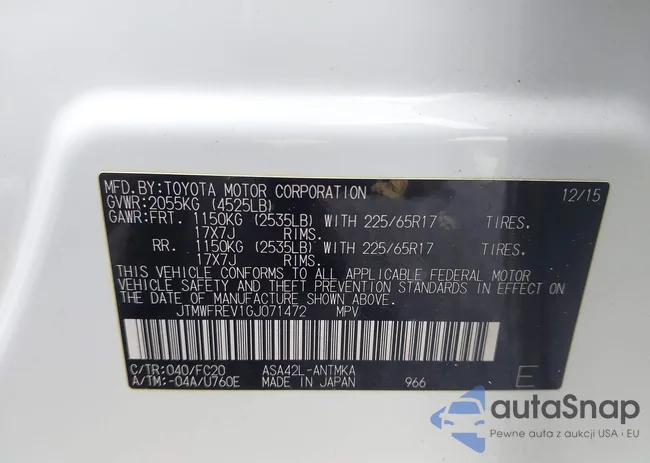 MFD. BY: TOYOTA MOTOR CORPORATION 12/15
GVWR: 2055KG (4525LB)
GAWR: FRT. 1150KG (2535LB) WITH 225/65R17 TIRES.
17X7J RIMS.
RR. 1150KG (2535LB) WITH 225/65R17 TIRES.
17X7J RIMS.
THIS VEHICLE CONFORMS TO ALL APPLICABLE FEDERAL MOTOR
VEHICLE SAFETY AND THEFT PREVENTION STANDARDS IN EFFECT ON
THE DATE OF MANUFACTURE SHOWN ABOVE.
JTMWFREV1GJ071472 MPV
C/TR: 040/FC20 ASA42L-ANTMKA
A/TM: -04A/U760E MADE IN JAPAN 966 E
autaSnap
Pewne auta z aukcji USA i EU